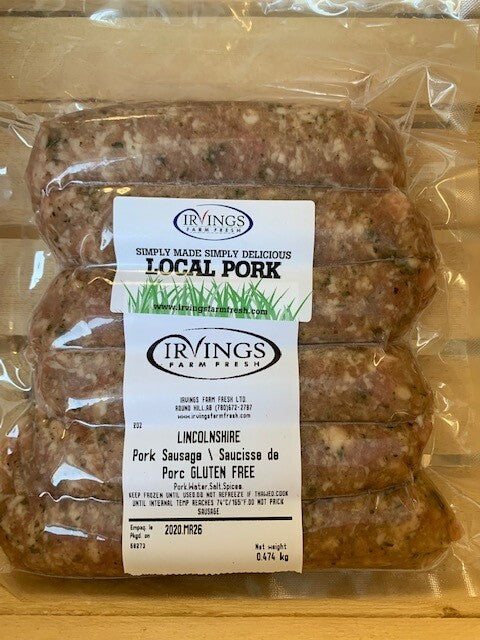 IRVINGS
FARM FRESH
SIMPLY MADE SIMPLY DELICIOUS
LOCAL PORK
www.irvingsfarmfresh.com
IRVINGS
FARM FRESH
IRVINGS FARM FRESH LTD.
ROUND HILL,AB (780)672-2787
www.irvingsfarmfresh.com
202
LINCOLNSHIRE
Pork Sausage \ Saucisse de
Porc GLUTEN FREE
Pork,Water,Salt,Spices
KEEP FROZEN UNTIL USED.DO NOT REFREEZE IF THAWED.COOK
UNTIL INTERNAL TEMP REACHES 74°C/165°F.DO NOT PRICK
SAUSAGE.
Empaq. le
Pkgd on
2020.MR26
Net weight
0.474 kg